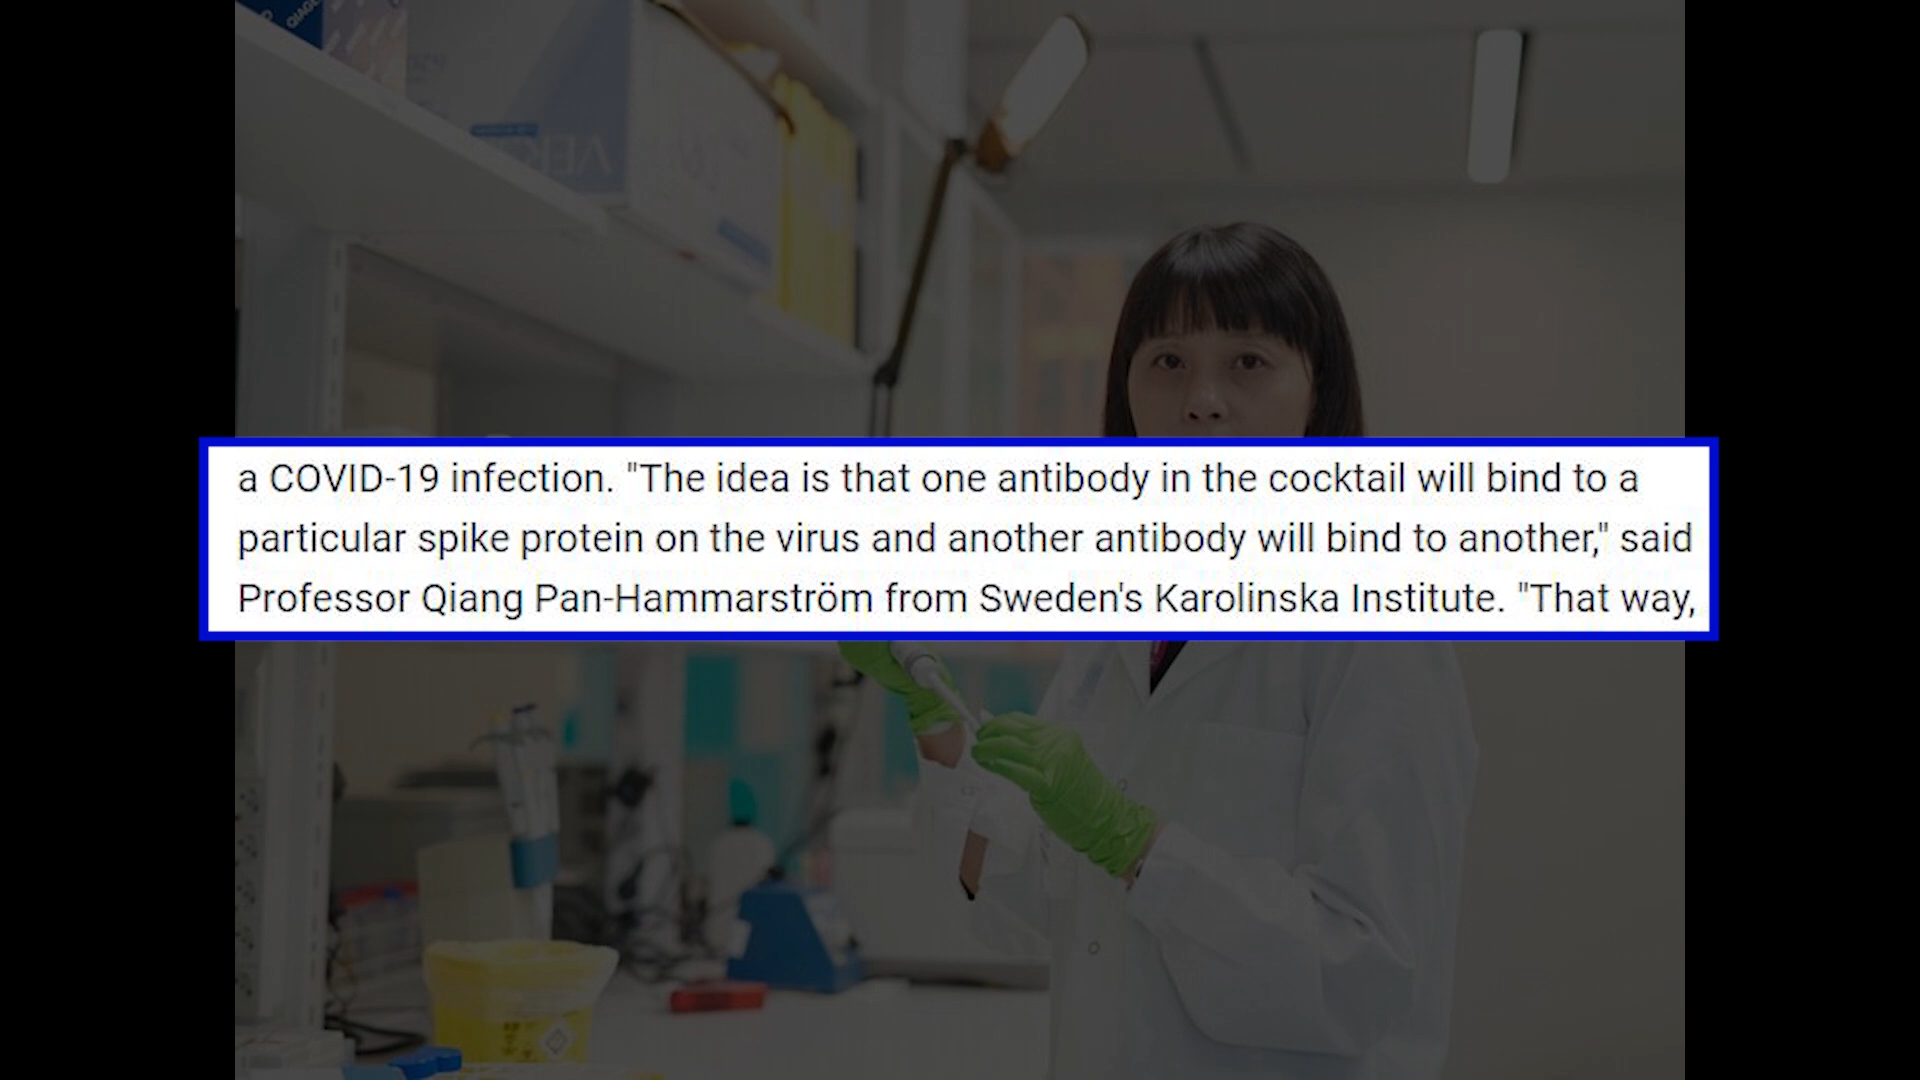 QIAGE
a COVID-19 infection. "The idea is that one antibody in the cocktail will bind to a
particular spike protein on the virus and another antibody will bind to another," said
Professor Qiang Pan-Hammarström from Sweden's Karolinska Institute. "That way,